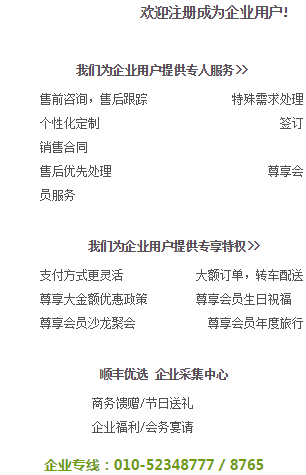 欢迎注册成为企业用户!
我们为企业用户提供专人服务>>
售前咨询，售后跟踪 特殊需求处理
个性化定制 签订
销售合同
售后优先处理 尊享会
员服务
我们为企业用户提供专享特权>>
支付方式更灵活 大额订单，转车配送
尊享大金额优惠政策 尊享会员生日祝福
尊享会员沙龙聚会 尊享会员年度旅行
顺丰优选 企业采集中心
商务馈赠/节日送礼
企业福利/会务宴请
企业专线：010-52348777 / 8765